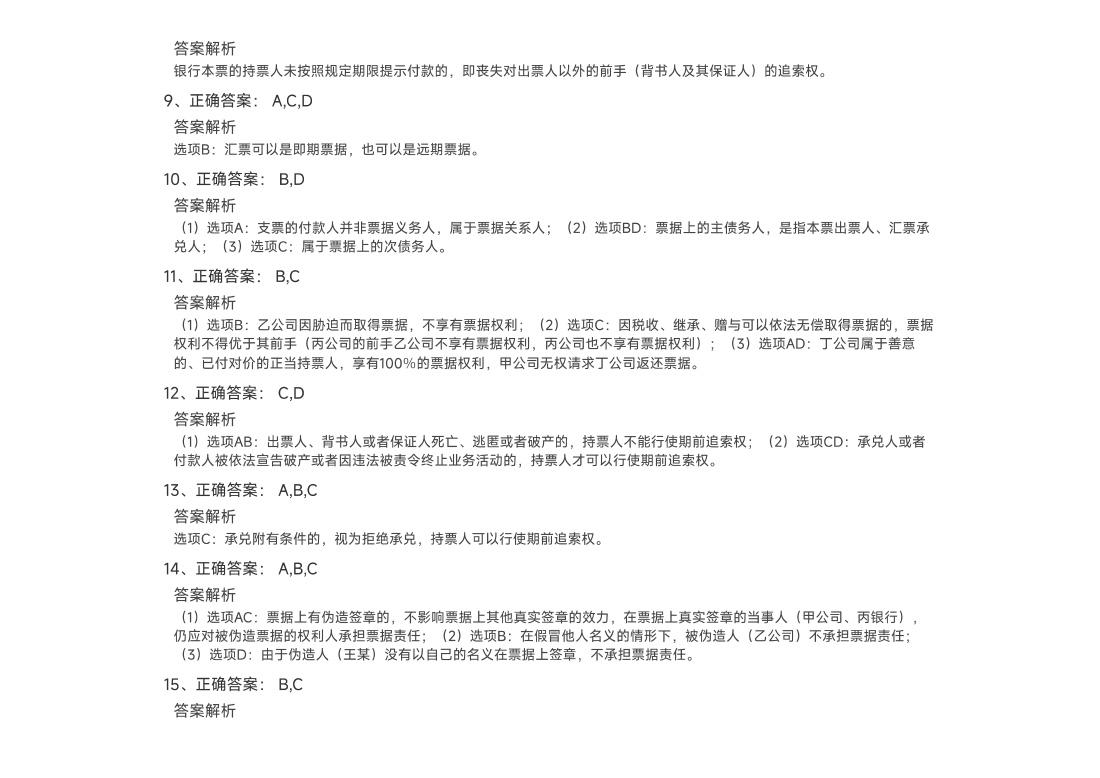 答案解析
银行本票的持票人未按照规定期限提示付款的，即丧失对出票人以外的前手（背书人及其保证人）的追索权。
9、正确答案： A,C,D
答案解析
选项B：汇票可以是即期票据，也可以是远期票据。
10、正确答案： B,D
答案解析
（1）选项A：支票的付款人并非票据义务人，属于票据关系人；（2）选项BD：票据上的主债务人，是指本票出票人、汇票承
兑人；（3）选项C：属于票据上的次债务人。
11、正确答案： B,C
答案解析
（1）选项B：乙公司因胁迫而取得票据，不享有票据权利；（2）选项C：因税收、继承、赠与可以依法无偿取得票据的，票据
权利不得优于其前手（丙公司的前手乙公司不享有票据权利，丙公司也不享有票据权利）；（3）选项AD：丁公司属于善意
的、已付对价的正当持票人，享有100%的票据权利，甲公司无权请求丁公司返还票据。
12、正确答案： C,D
答案解析
（1）选项AB：出票人、背书人或者保证人死亡、逃匿或者破产的，持票人不能行使期前追索权；（2）选项CD：承兑人或者
付款人被依法宣告破产或者因违法被责令终止业务活动的，持票人才可以行使期前追索权。
13、正确答案： A,B,C
答案解析
选项C：承兑附有条件的，视为拒绝承兑，持票人可以行使期前追索权。
14、正确答案： A,B,C
答案解析
（1）选项AC：票据上有伪造签章的，不影响票据上其他真实签章的效力，在票据上真实签章的当事人（甲公司、丙银行），
仍应对被伪造票据的权利人承担票据责任；（2）选项B：在假冒他人名义的情形下，被伪造人（乙公司）不承担票据责任；
（3）选项D：由于伪造人（王某）没有以自己的名义在票据上签章，不承担票据责任。
15、正确答案： B,C
答案解析